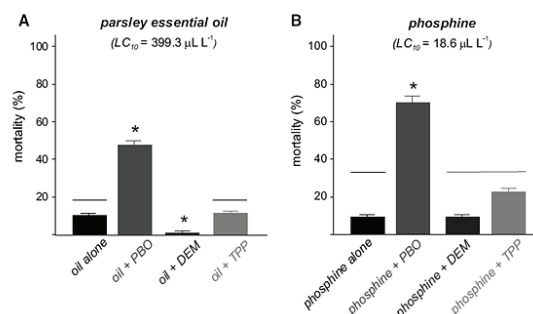 A
parsley essential oil
(LC10 = 399.3 µL L-1)
mortality (%)
100
80
60
40
20
*
*
oil alone
oil + PBO
oil + DEM
oil + TPP
B
phosphine
(LC10 = 18.6 µL L-1)
mortality (%)
100
80
60
40
20
*
phosphine alone
phosphine + PBO
phosphine + DEM
phosphine + TPP